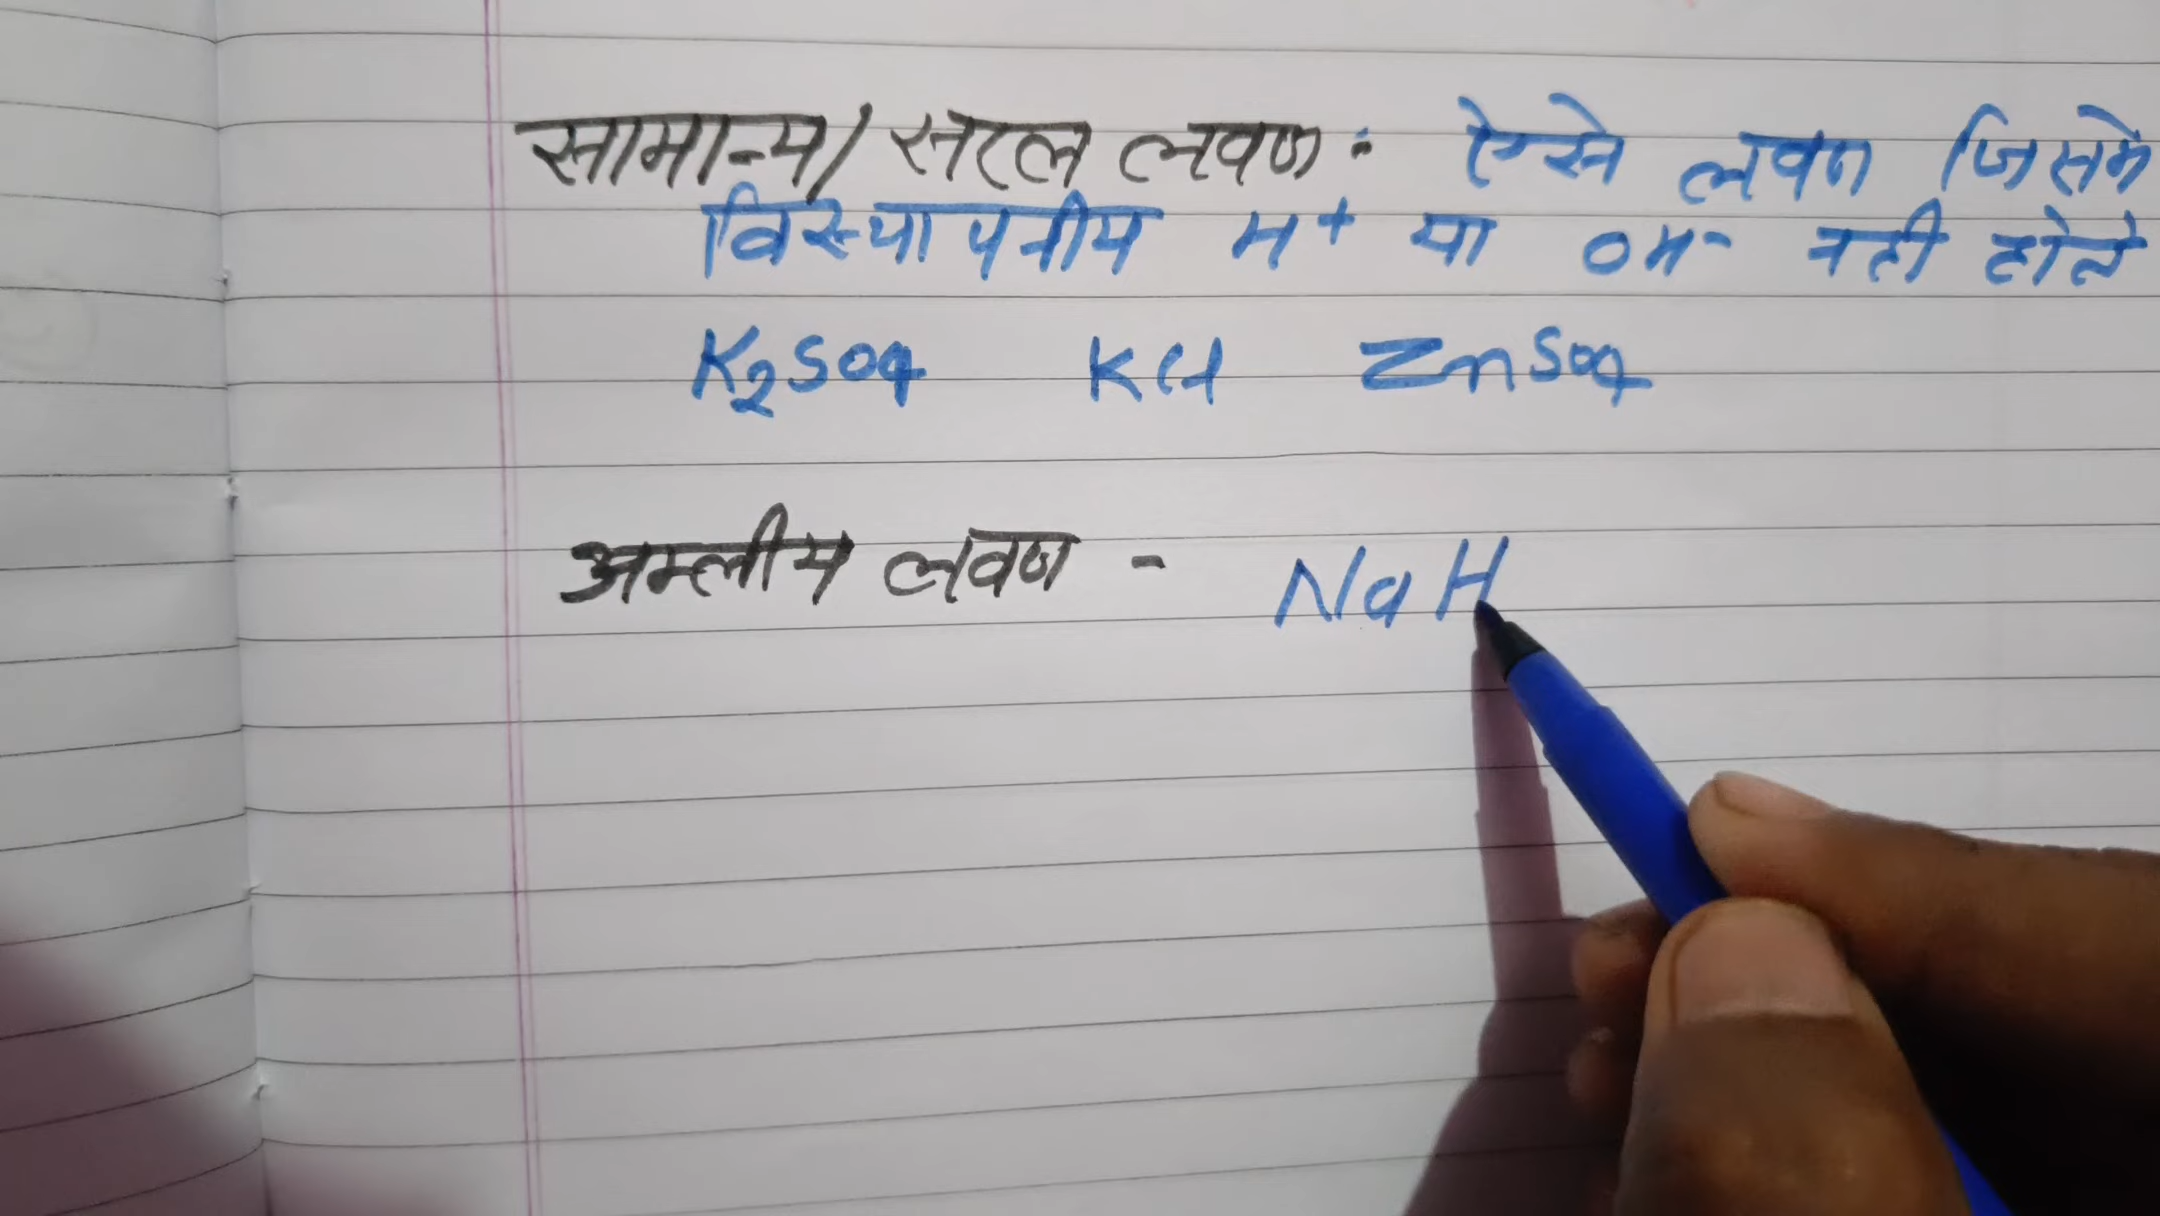 सामान्य/ सरल लवण : ऐसे लवण जिसमे
विस्थापनीय H+ या OH- नही होते
K2SO4 KCl ZnSO4
अम्लीय लवण - NaH